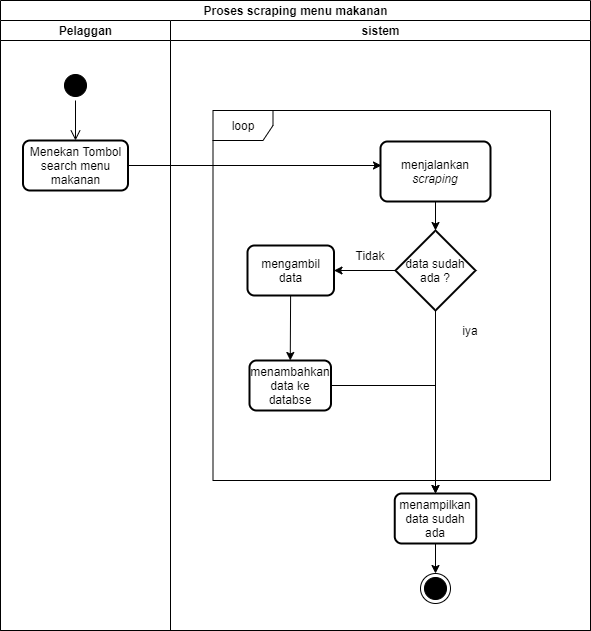 Proses scraping menu makanan
Pelaggan
sistem
loop
Menekan Tombol
search menu
makanan
menjalankan
scraping
data sudah
ada ?
Tidak
mengambil
data
iya
menambahkan
data ke
databse
menampilkan
data sudah
ada